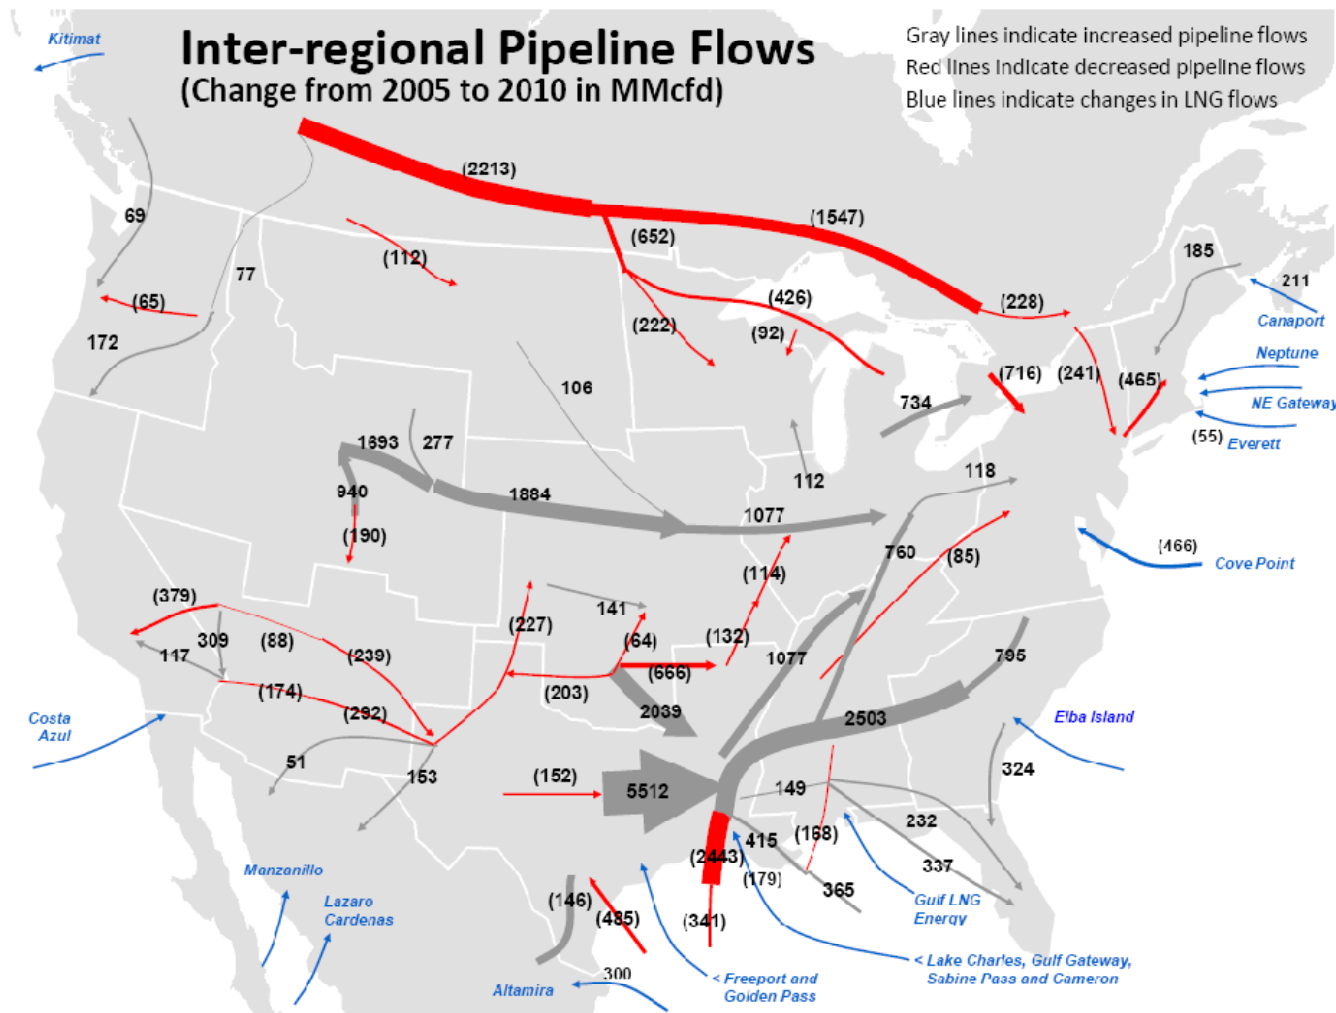 Kitimat
Inter-regional Pipeline Flows
(Change from 2005 to 2010 in MMcfd)
Gray lines indicate increased pipeline flows
Red lines indicate decreased pipeline flows
Blue lines indicate changes in LNG flows
(2213)
69
(1547)
(652)
185
(112)
77
211
(65)
(426)
(228)
(222)
(92)
Canaport
172
Neptune
(716)
(241)
(465)
106
734
NE Gateway
1693
277
(55)
Everett
118
112
940
1884
1077
(190)
760
(85)
(466)
Cove Point
(114)
(379)
141
309
(88)
(227)
(64)
(132)
117
(239)
1077
795
(666)
(174)
(203)
(292)
2039
2503
Elba Island
Costa
Azul
51
153
(152)
5512
149
324
232
415
(168)
(2443)
337
(179)
Manzanillo
365
Lazaro
Cardenas
(146)
(485)
(341)
Gulf LNG
Energy
< Lake Charles, Gulf Gateway,
Sabine Pass and Cameron
300
Altamira
< Freeport and
Golden Pass